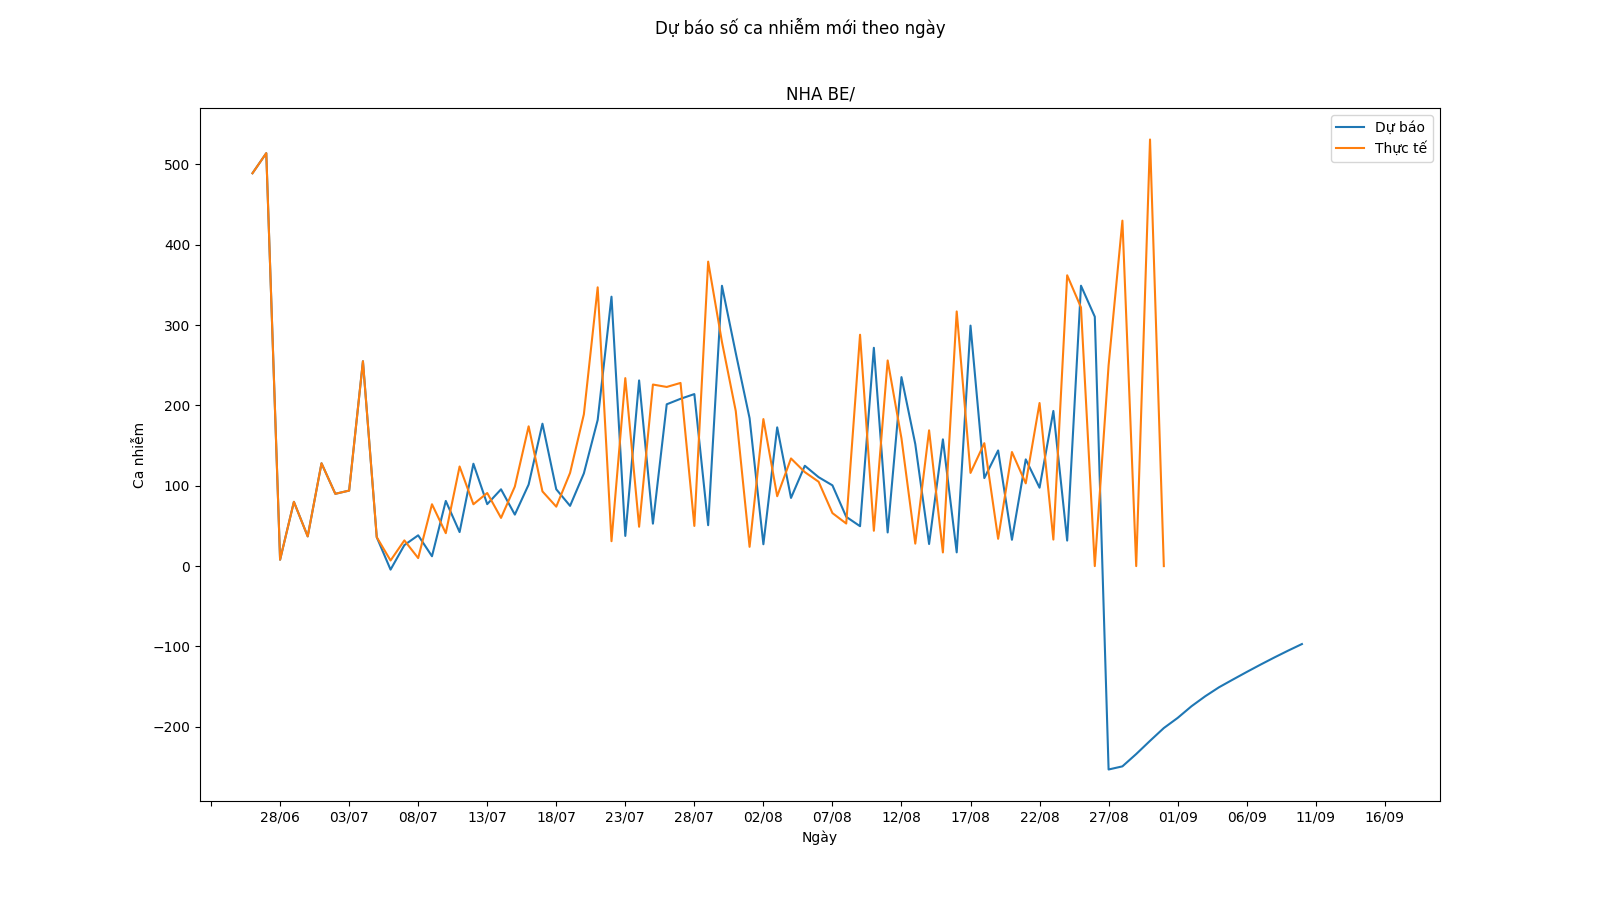 Dự báo số ca nhiễm mới theo ngày
NHA BE/
Dự báo
Thực tế
500
400
300
200
100
0
−100
−200
Ca nhiễm
28/06 03/07 08/07 13/07 18/07 23/07 28/07 02/08 07/08 12/08 17/08 22/08 27/08 01/09 06/09 11/09 16/09
Ngày